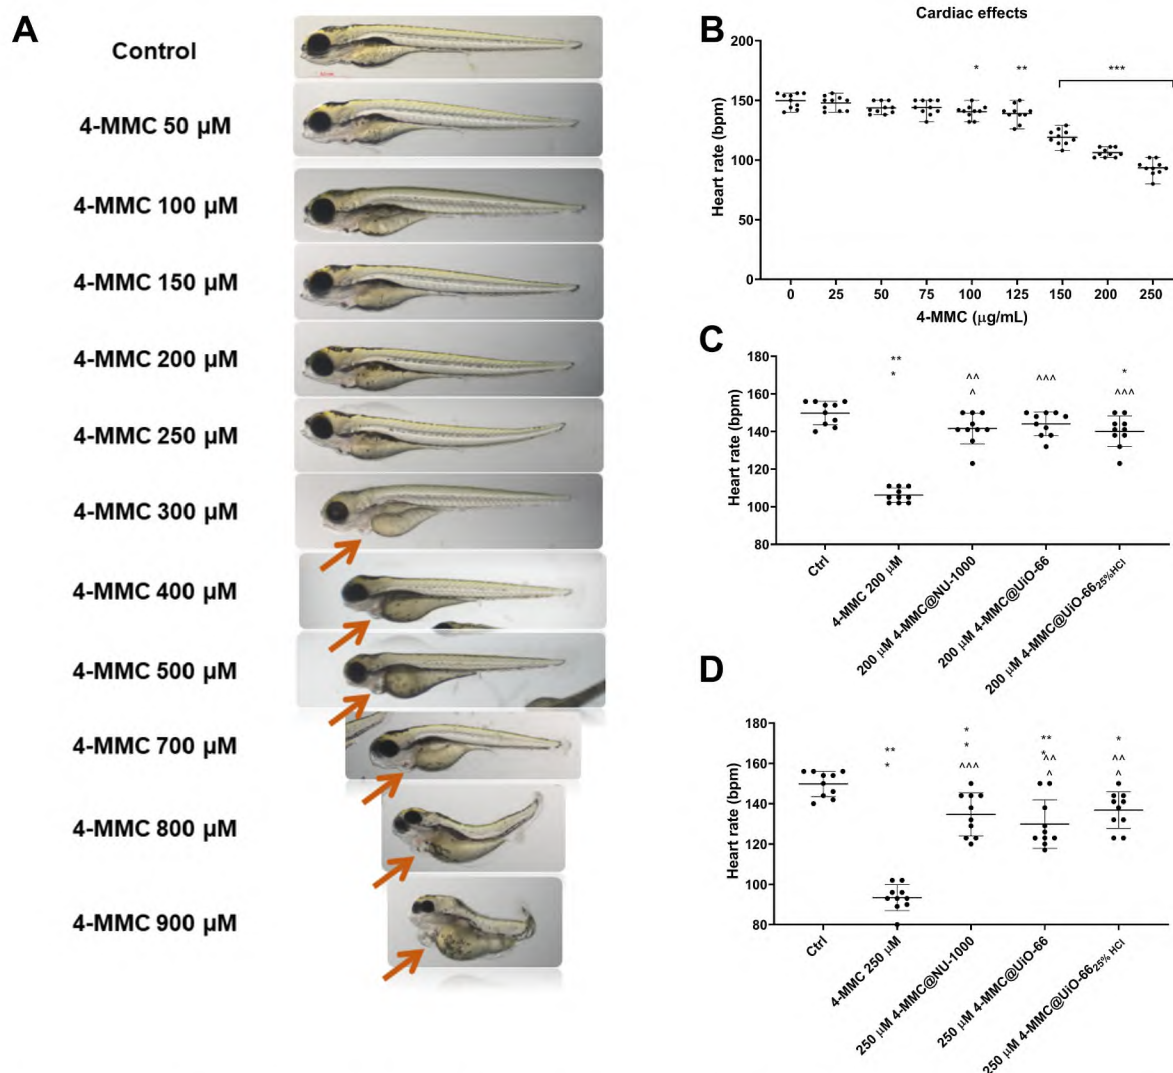 A
Control
4-MMC 50 µM
4-MMC 100 µM
4-MMC 150 µM
4-MMC 200 µM
4-MMC 250 µM
4-MMC 300 µM
4-MMC 400 µM
4-MMC 500 µM
4-MMC 700 µM
4-MMC 800 µM
4-MMC 900 µM
B
Cardiac effects
Heart rate (bpm)
200
150
100
50
0
* ** ***
0 25 50 75 100 125 150 200 250
4-MMC (µg/mL)
C
Heart rate (bpm)
180
160
140
120
100
80
**
*
^^
^
^^^
*
^^^
Ctrl
4-MMC 200 µM
200 µM 4-MMC@NU-1000
200 µM 4-MMC@UiO-66
200 µM 4-MMC@UiO-6625%HCl
D
Heart rate (bpm)
180
160
140
120
100
80
**
*
*
*
^^^
**
*
^^
^
*
^^
^
Ctrl
4-MMC 250 µM
250 µM 4-MMC@NU-1000
250 µM 4-MMC@UiO-66
250 µM 4-MMC@UiO-6625% HCl